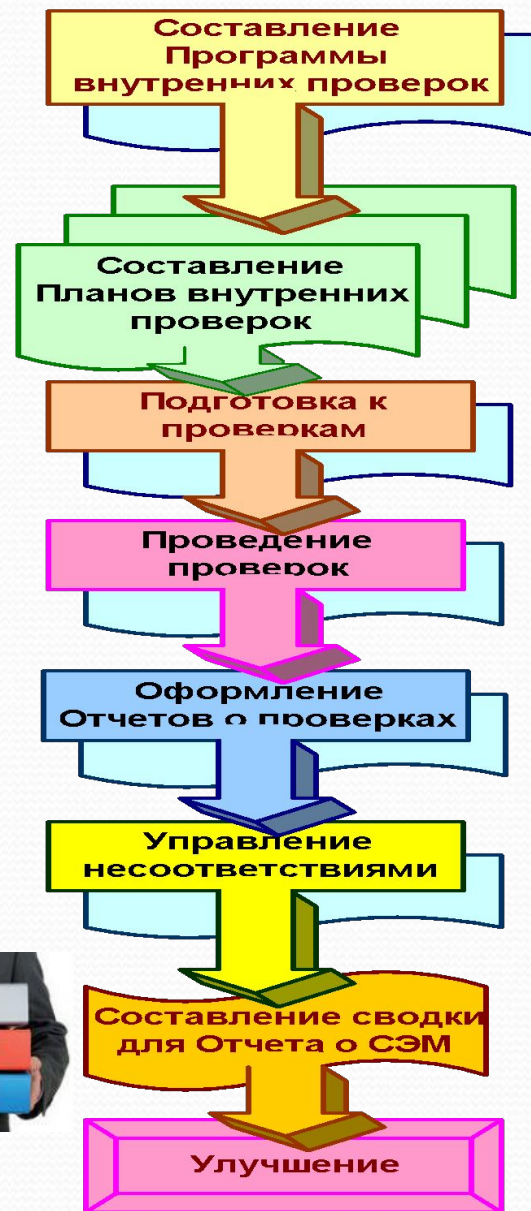 Составление
Программы
внутренних проверок
Составление
Планов внутренних
проверок
Подготовка к
проверкам
Проведение
проверок
Оформление
Отчетов о проверках
Управление
несоответствиями
Составление сводки
для Отчета о СЭМ
Улучшение